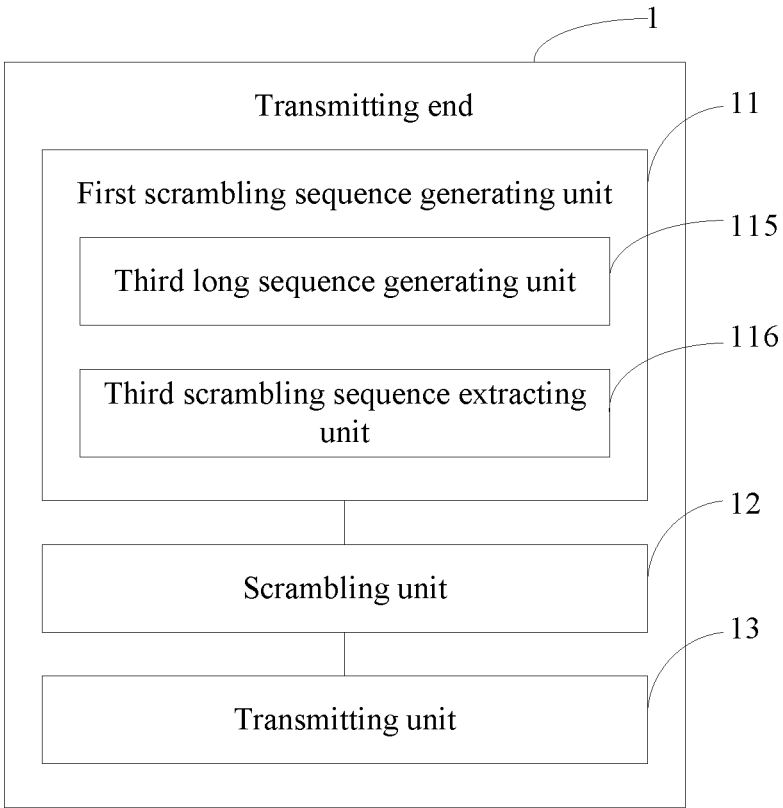 1
Transmitting end
11
First scrambling sequence generating unit
115
Third long sequence generating unit
116
Third scrambling sequence extracting
unit
12
Scrambling unit
13
Transmitting unit